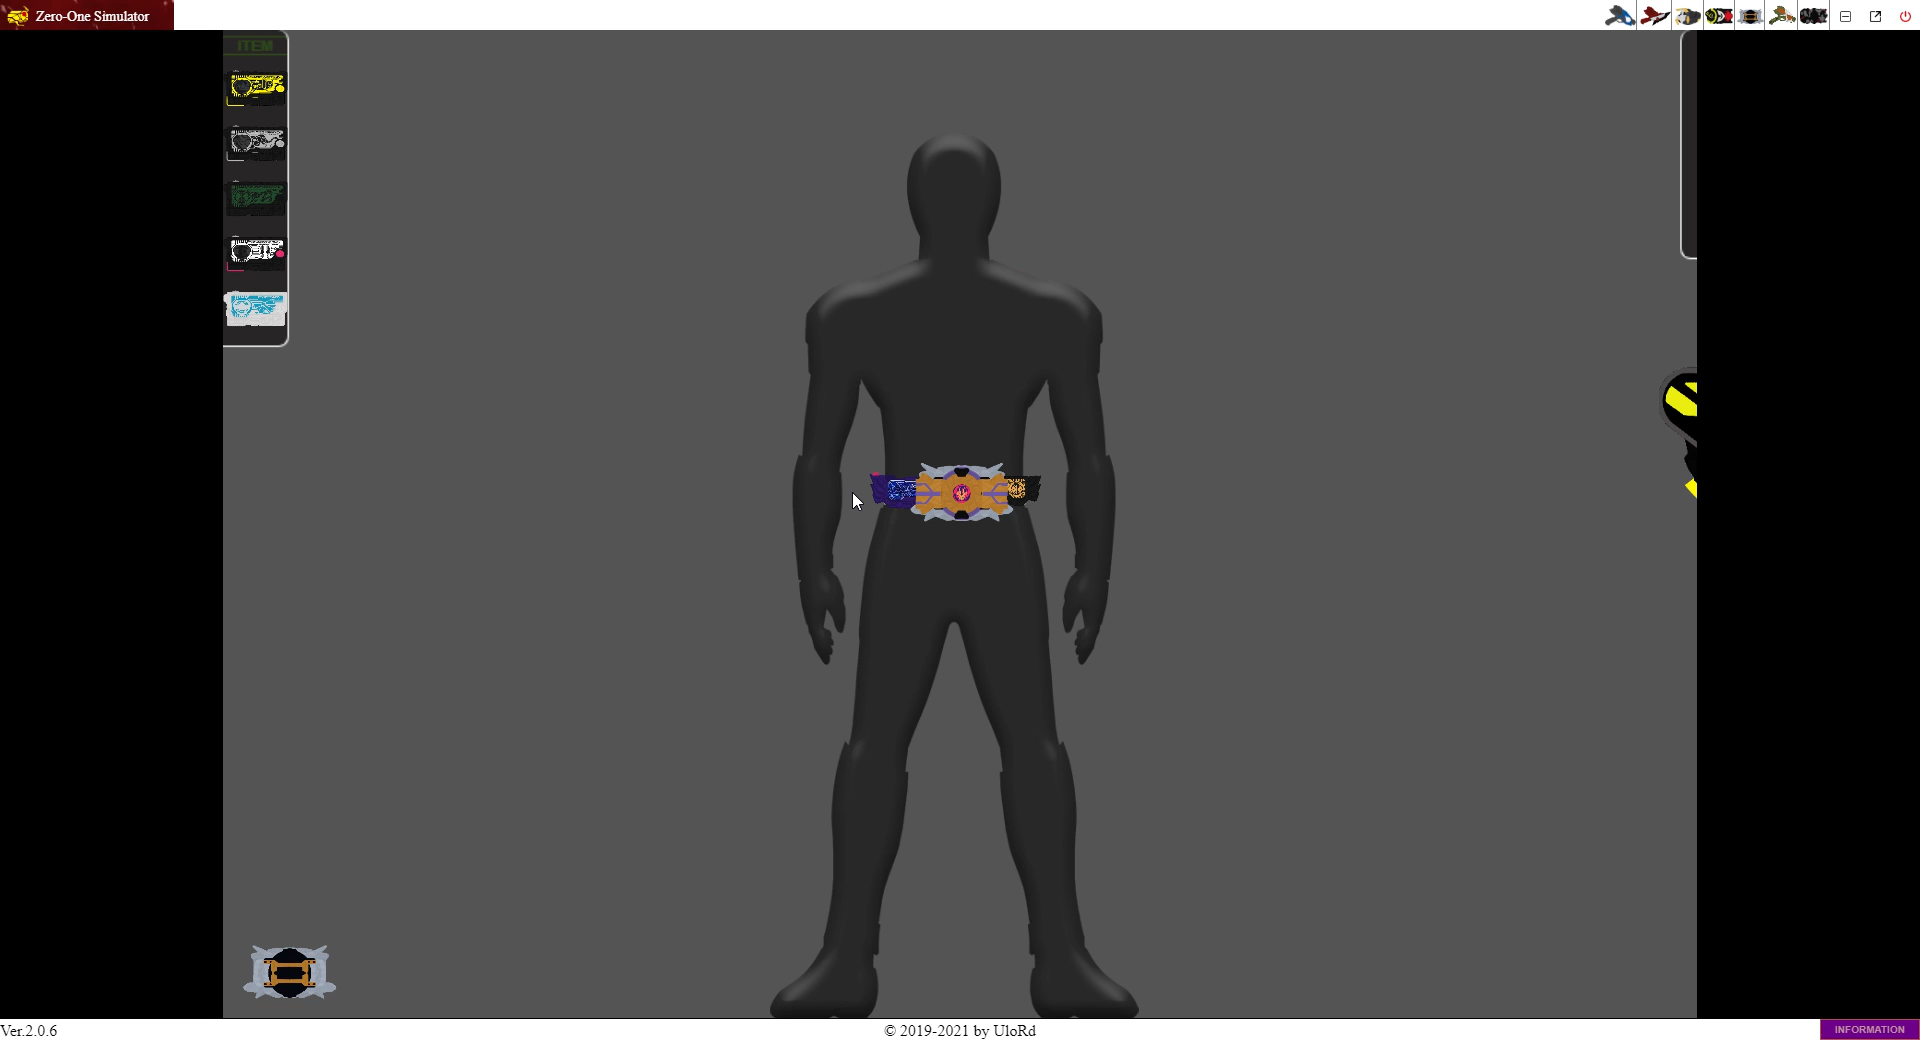 Zero-One Simulator
ITEM
Ver.2.0.6
© 2019-2021 by UloRd
INFORMATION